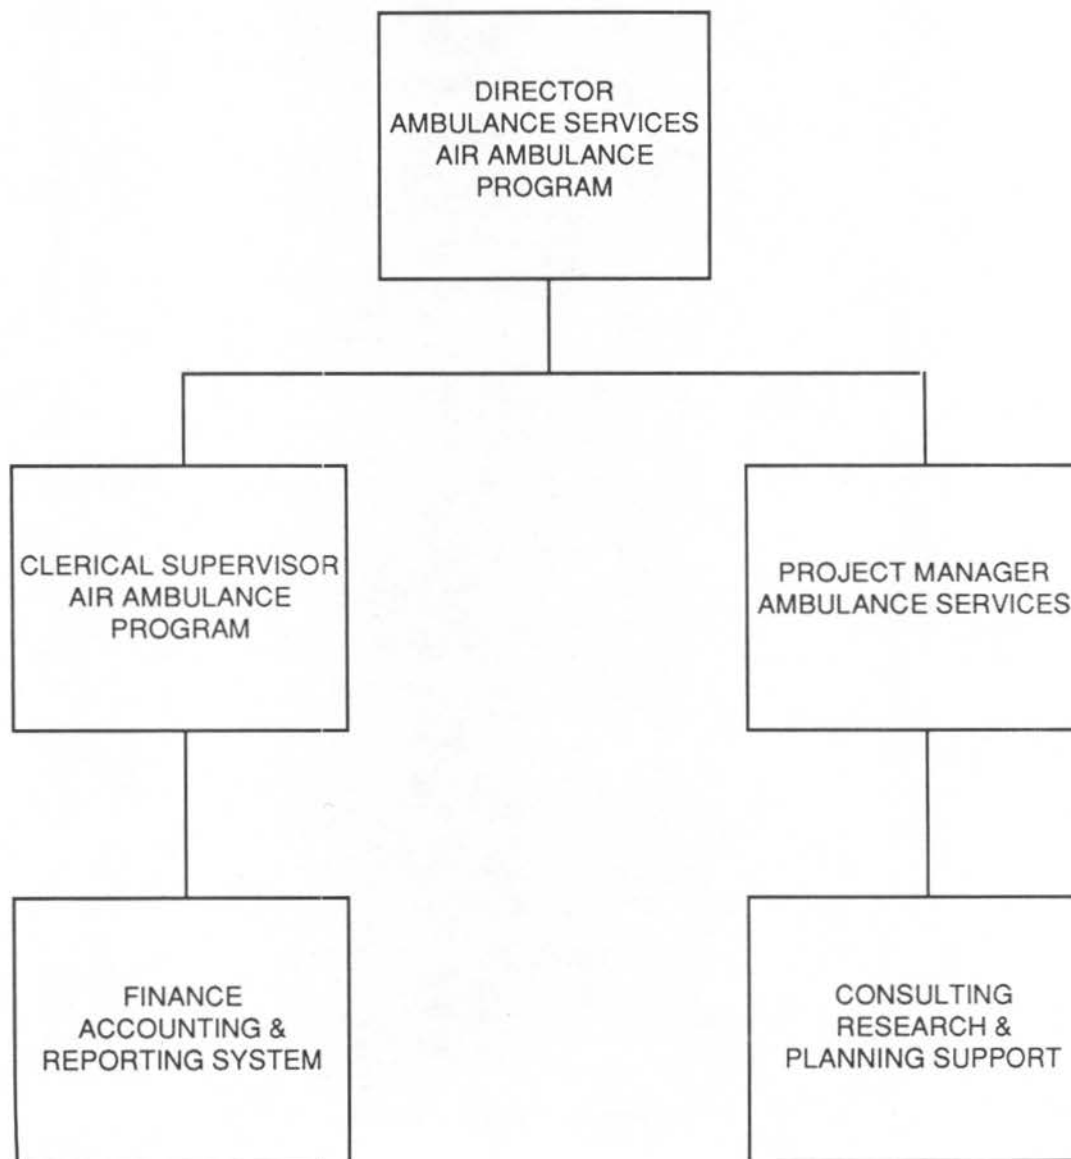 DIRECTOR
AMBULANCE SERVICES
AIR AMBULANCE
PROGRAM
CLERICAL SUPERVISOR
AIR AMBULANCE
PROGRAM
PROJECT MANAGER
AMBULANCE SERVICES
FINANCE
ACCOUNTING &
REPORTING SYSTEM
CONSULTING
RESEARCH &
PLANNING SUPPORT